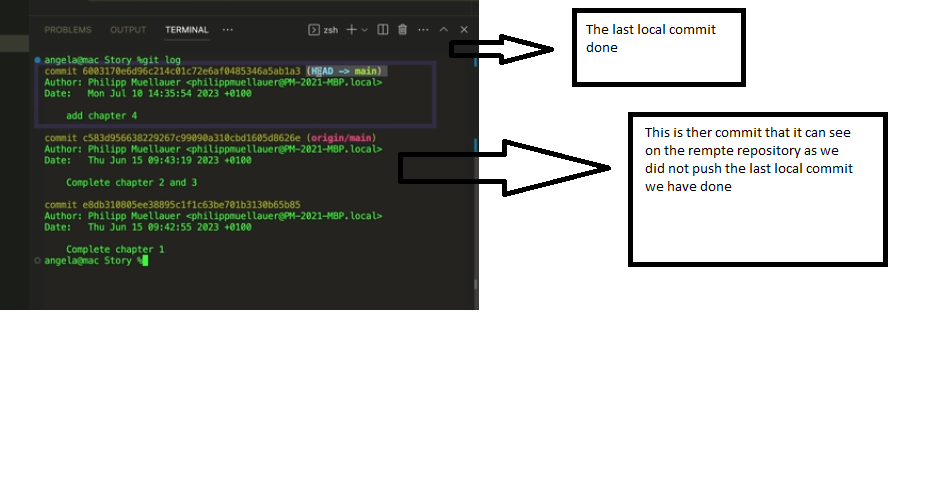 PROBLEMS OUTPUT TERMINAL ··· zsh
angela@mac Story %git log
commit 6003170e6d96c214c01c72e6af0485346a5ab1a3 (HEAD -> main)
Author: Philipp Muellauer <philippmuellauer@PM-2021-MBP.local>
Date: Mon Jul 10 14:35:54 2023 +0100
add chapter 4
commit c583d956638229267c99090a310cbd1605d8626e (origin/main)
Author: Philipp Muellauer <philippmuellauer@PM-2021-MBP.local>
Date: Thu Jun 15 09:43:19 2023 +0100
Complete chapter 2 and 3
commit e8db310805ee38895c1f1c63be701b3130b65b85
Author: Philipp Muellauer <philippmuellauer@PM-2021-MBP.local>
Date: Thu Jun 15 09:42:55 2023 +0100
Complete chapter 1
angela@mac Story %
The last local commit
done
This is ther commit that it can see
on the rempte repository as we
did not push the last local commit
we have done